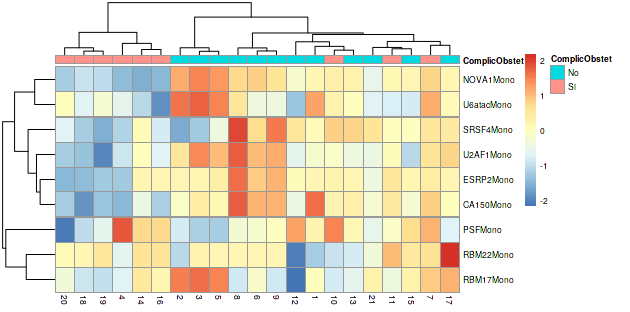 ComplicObstet
NOVA1Mono
U6atacMono
SRSF4Mono
U2AF1Mono
ESRP2Mono
CA150Mono
PSFMono
RBM22Mono
RBM17Mono
20 18 19 4 14 16 2 3 5 8 6 9 12 1 10 13 21 11 15 7 17
2
1
0
-1
-2
ComplicObstet
No
Si